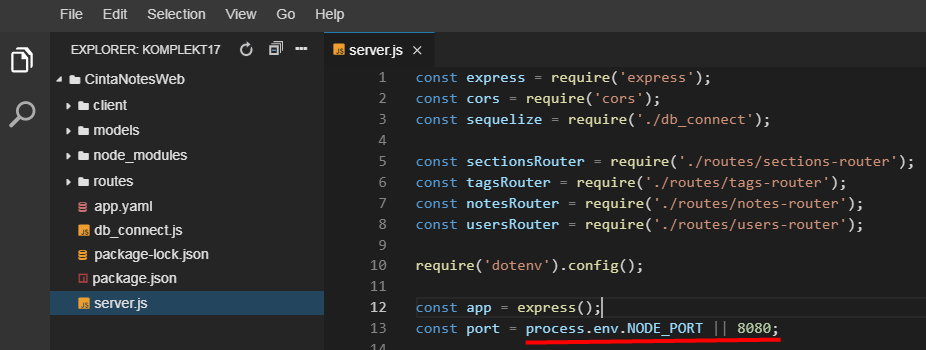 File Edit Selection View Go Help
EXPLORER: KOMPLEKT17
CintaNotesWeb
client
models
node_modules
routes
app.yaml
db_connect.js
package-lock.json
package.json
JS server.js
JS server.js ×
1 const express = require('express');
2 const cors = require('cors');
3 const sequelize = require('./db_connect');
4
5 const sectionsRouter = require('./routes/sections-router');
6 const tagsRouter = require('./routes/tags-router');
7 const notesRouter = require('./routes/notes-router');
8 const usersRouter = require('./routes/users-router');
9
10 require('dotenv').config();
11
12 const app = express();
13 const port = process.env.NODE_PORT || 8080;
14